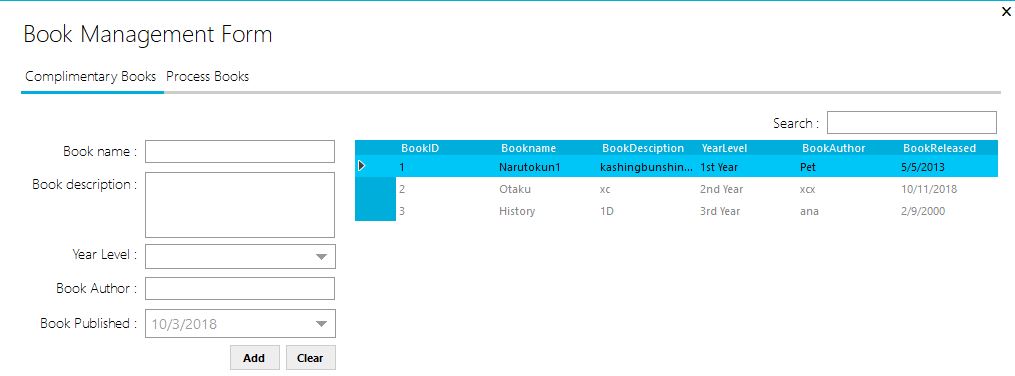 Book Management Form
Complimentary Books Process Books
Search :
Book name :
Book description :
Year Level :
Book Author :
Book Published : 10/3/2018
Add Clear
BookID Bookname BookDesciption YearLevel BookAuthor BookReleased
1 Narutokun1 kashingbunshin... 1st Year Pet 5/5/2013
2 Otaku xc 2nd Year xcx 10/11/2018
3 History 1D 3rd Year ana 2/9/2000